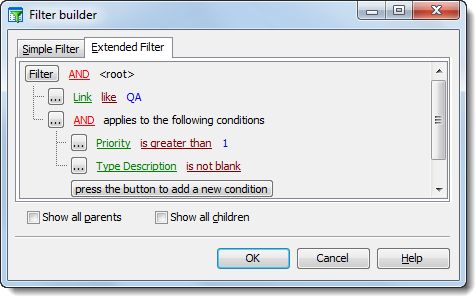 Filter builder
Simple Filter Extended Filter
Filter AND <root>
... Link like QA
... AND applies to the following conditions
... Priority is greater than 1
... Type Description is not blank
press the button to add a new condition
Show all parents Show all children
OK Cancel Help